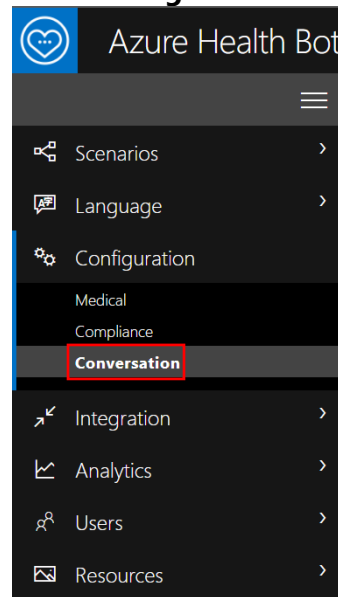 Azure Health Bot
Scenarios
Language
Configuration
Medical
Compliance
Conversation
Integration
Analytics
Users
Resources